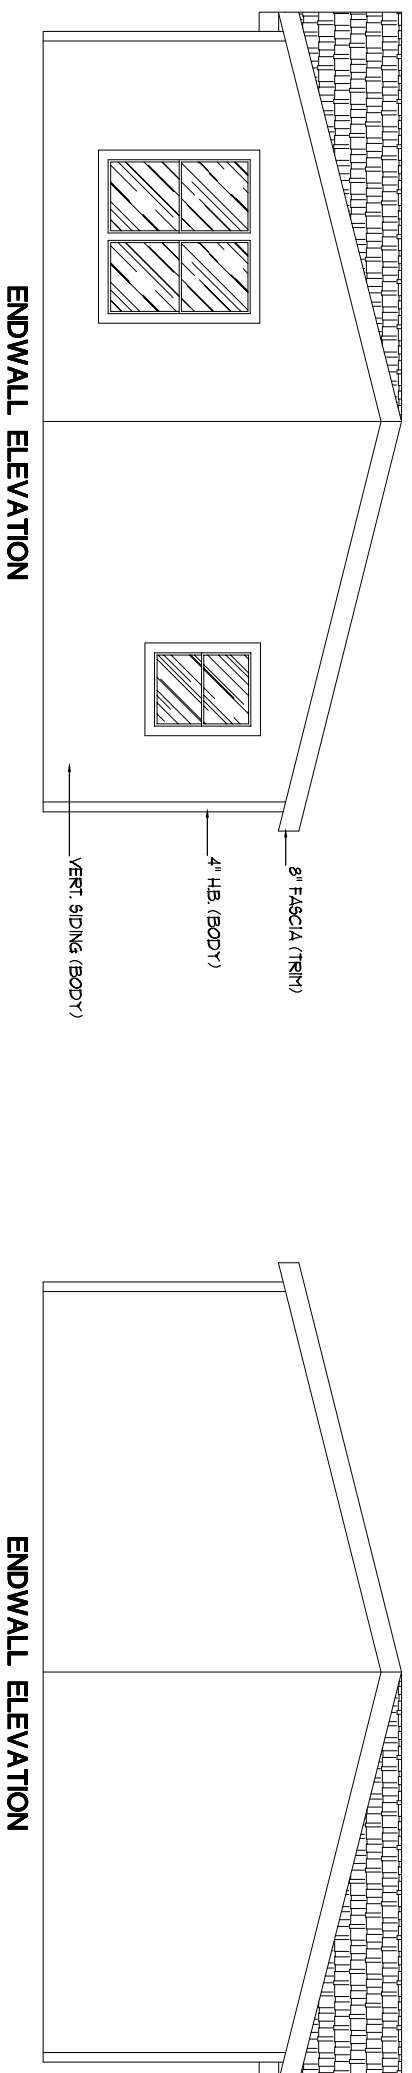 8" FASCIA (TRIM)
4" H.B. (BODY)
VERT. SIDING (BODY)
ENDWALL ELEVATION
ENDWALL ELEVATION